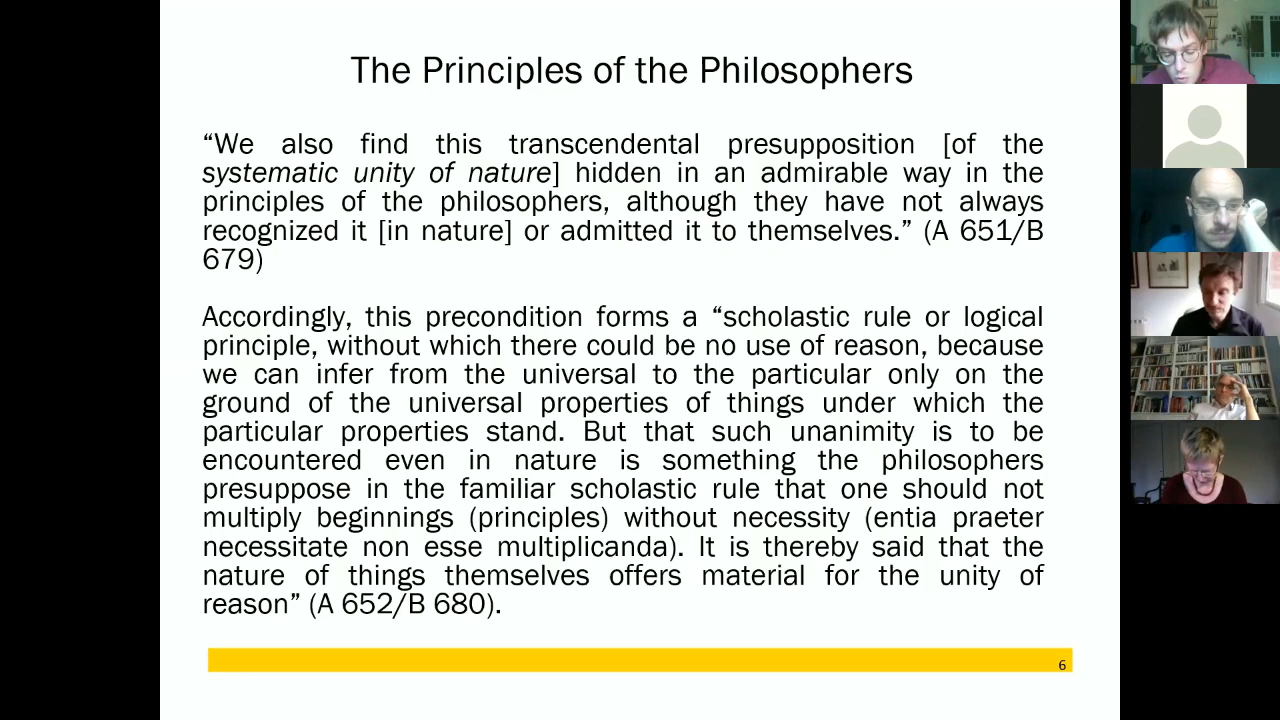 The Principles of the Philosophers
“We also find this transcendental presupposition [of the
systematic unity of nature] hidden in an admirable way in the
principles of the philosophers, although they have not always
recognized it [in nature] or admitted it to themselves.” (A 651/B
679)
Accordingly, this precondition forms a “scholastic rule or logical
principle, without which there could be no use of reason, because
we can infer from the universal to the particular only on the
ground of the universal properties of things under which the
particular properties stand. But that such unanimity is to be
encountered even in nature is something the philosophers
presuppose in the familiar scholastic rule that one should not
multiply beginnings (principles) without necessity (entia praeter
necessitate non esse multiplicanda). It is thereby said that the
nature of things themselves offers material for the unity of
reason” (A 652/B 680).
6